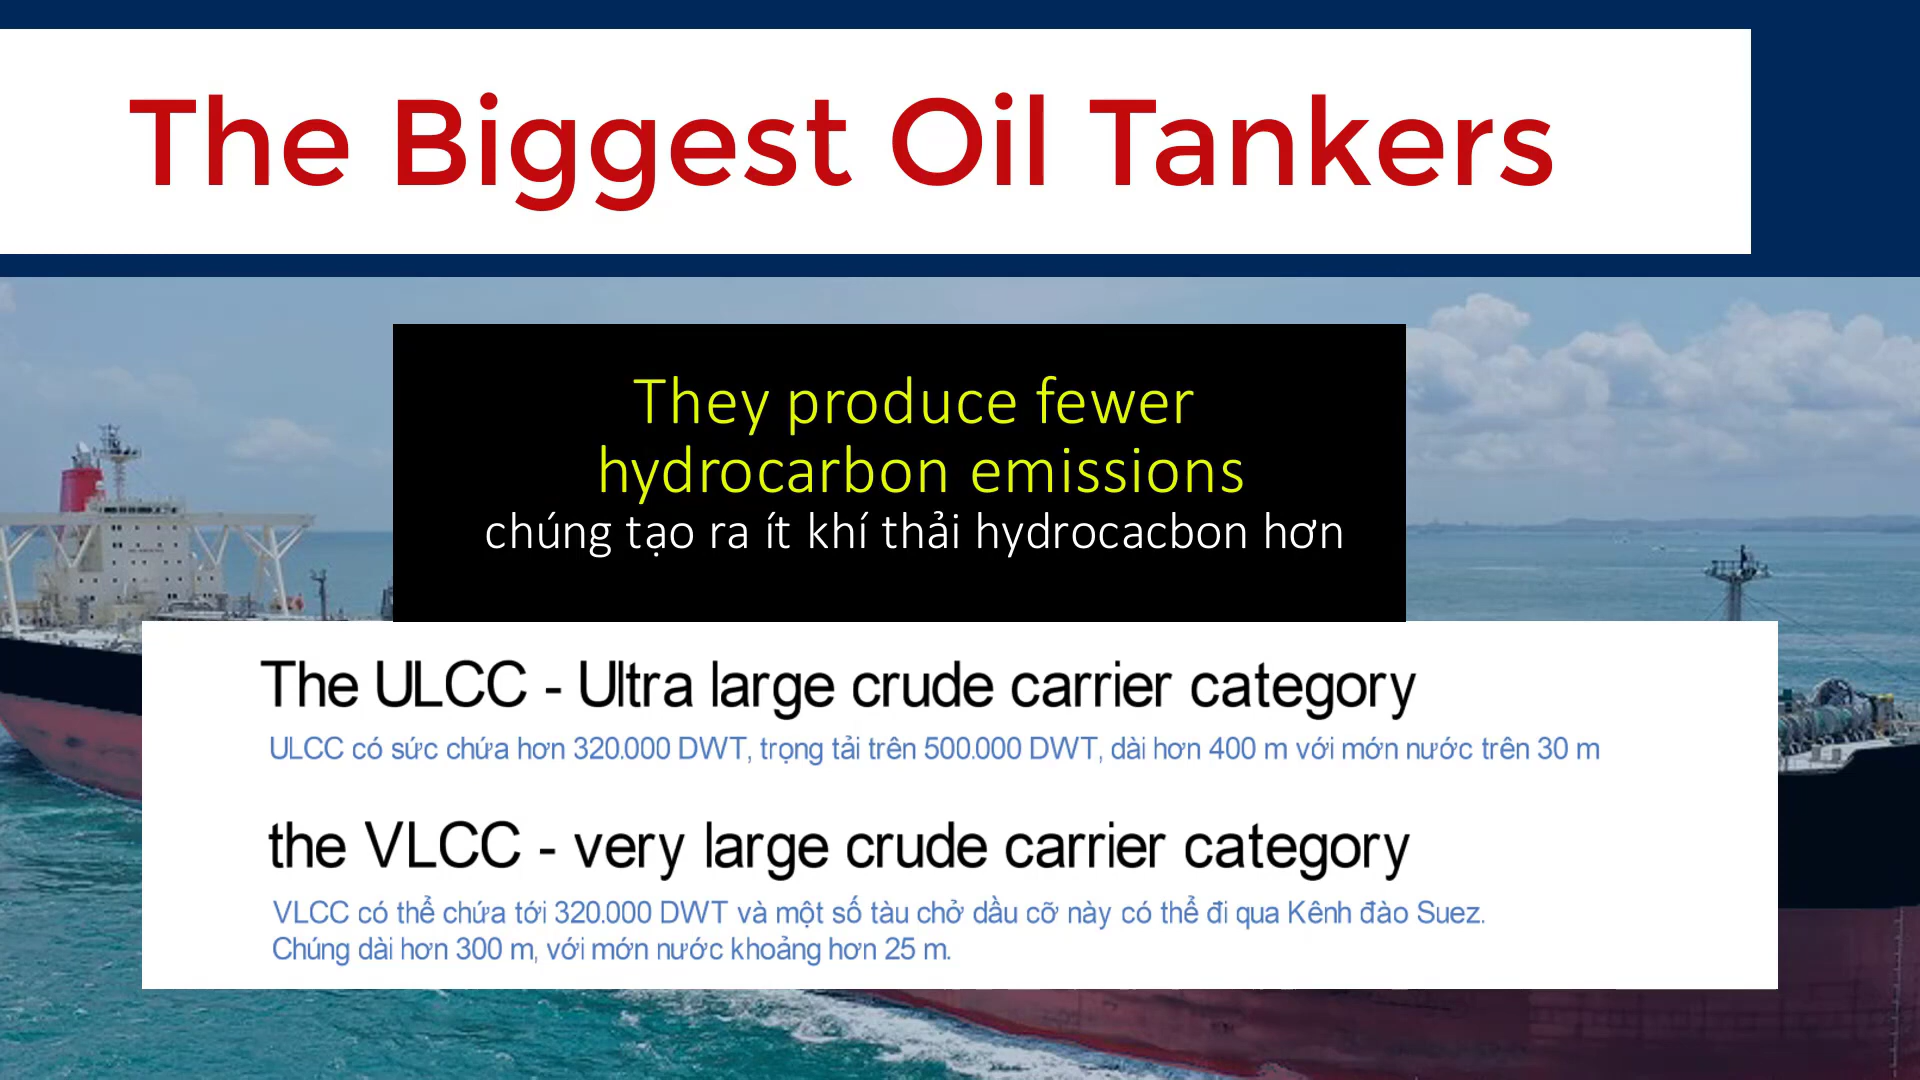 The Biggest Oil Tankers
They produce fewer
hydrocarbon emissions
chúng tạo ra ít khí thải hydrocacbon hơn
The ULCC - Ultra large crude carrier category
ULCC có sức chứa hơn 320.000 DWT, trọng tải trên 500.000 DWT, dài hơn 400 m với mớn nước trên 30 m
the VLCC - very large crude carrier category
VLCC có thể chứa tới 320.000 DWT và một số tàu chở dầu cỡ này có thể đi qua Kênh đào Suez.
Chúng dài hơn 300 m, với mớn nước khoảng hơn 25 m.